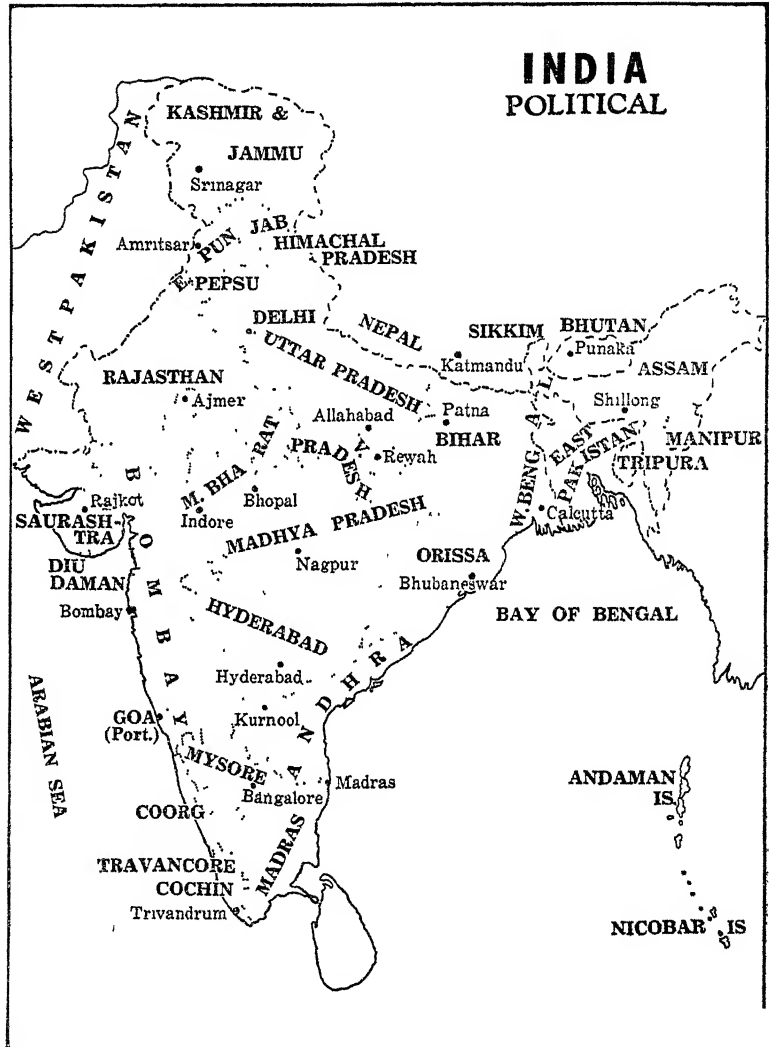 INDIA
POLITICAL
KASHMIR &
JAMMU
Srinagar
WEST PAKISTAN
Amritsar
E. PUNJAB
HIMACHAL
PRADESH
PEPSU
DELHI
NEPAL
SIKKIM
BHUTAN
Punaka
Katmandu
ASSAM
UTTAR PRADESH
RAJASTHAN
Ajmer
Allahabad
Patna
BIHAR
Shillong
MANIPUR
TRIPURA
EAST
PAKISTAN
W. BENGAL
V.
PRADESH
Rewah
M. BHARAT
Bhopal
Indore
Rajkot
SAURASH-
TRA
Calcutta
MADHYA PRADESH
Nagpur
ORISSA
Bhubaneswar
DIU
DAMAN
Bombay
BOMBAY
BAY OF BENGAL
HYDERABAD
Hyderabad
ANDHRA
Kurnool
GOA
(Port.)
ARABIAN SEA
MYSORE
Bangalore
Madras
COORG
MADRAS
TRAVANCORE
COCHIN
Trivandrum
ANDAMAN
IS.
NICOBAR IS